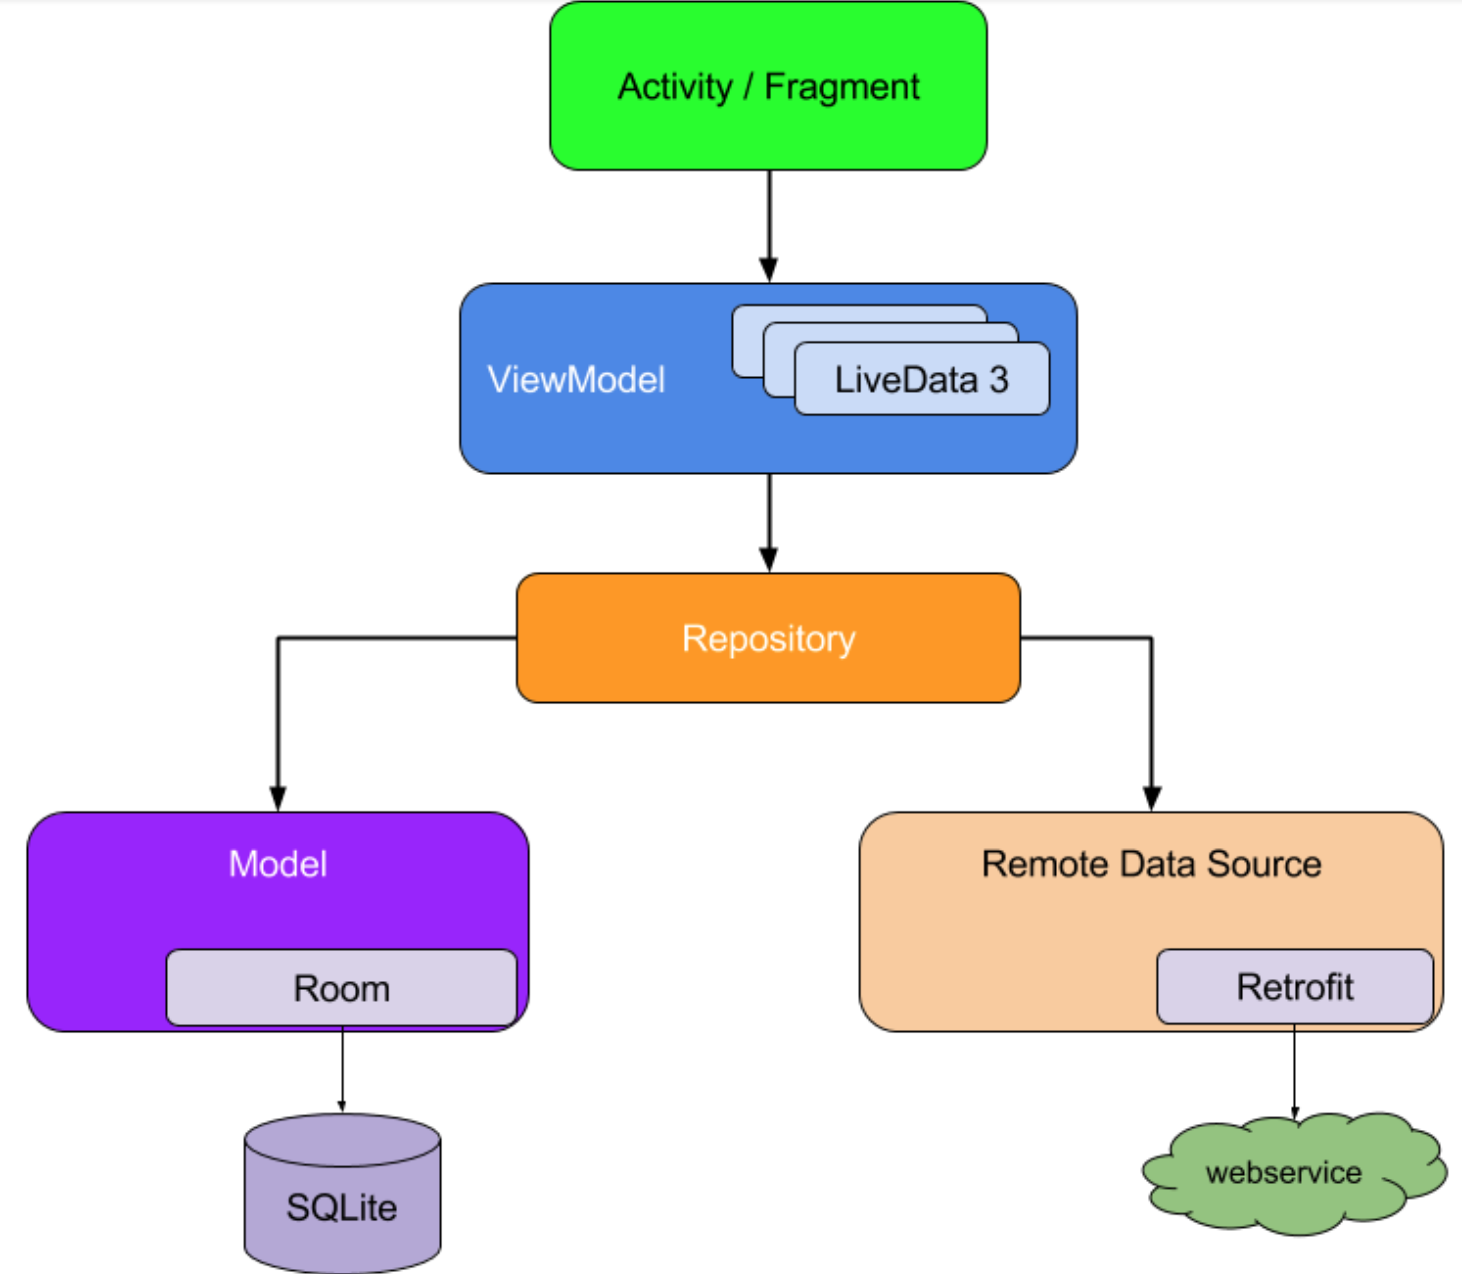 Activity / Fragment
ViewModel
LiveData 3
Repository
Model
Remote Data Source
Room
Retrofit
SQLite
webservice